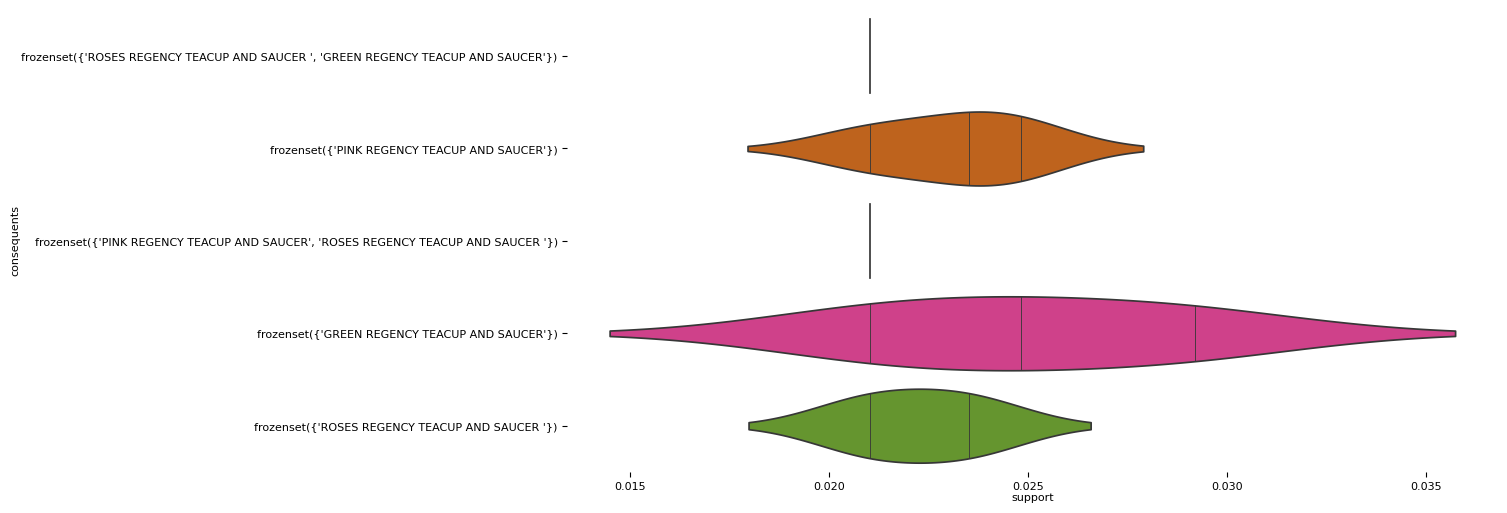 frozenset({'ROSES REGENCY TEACUP AND SAUCER ', 'GREEN REGENCY TEACUP AND SAUCER'})
frozenset({'PINK REGENCY TEACUP AND SAUCER'})
frozenset({'PINK REGENCY TEACUP AND SAUCER', 'ROSES REGENCY TEACUP AND SAUCER '})
frozenset({'GREEN REGENCY TEACUP AND SAUCER'})
frozenset({'ROSES REGENCY TEACUP AND SAUCER '})
consequents
0.015 0.020 0.025 0.030 0.035
support